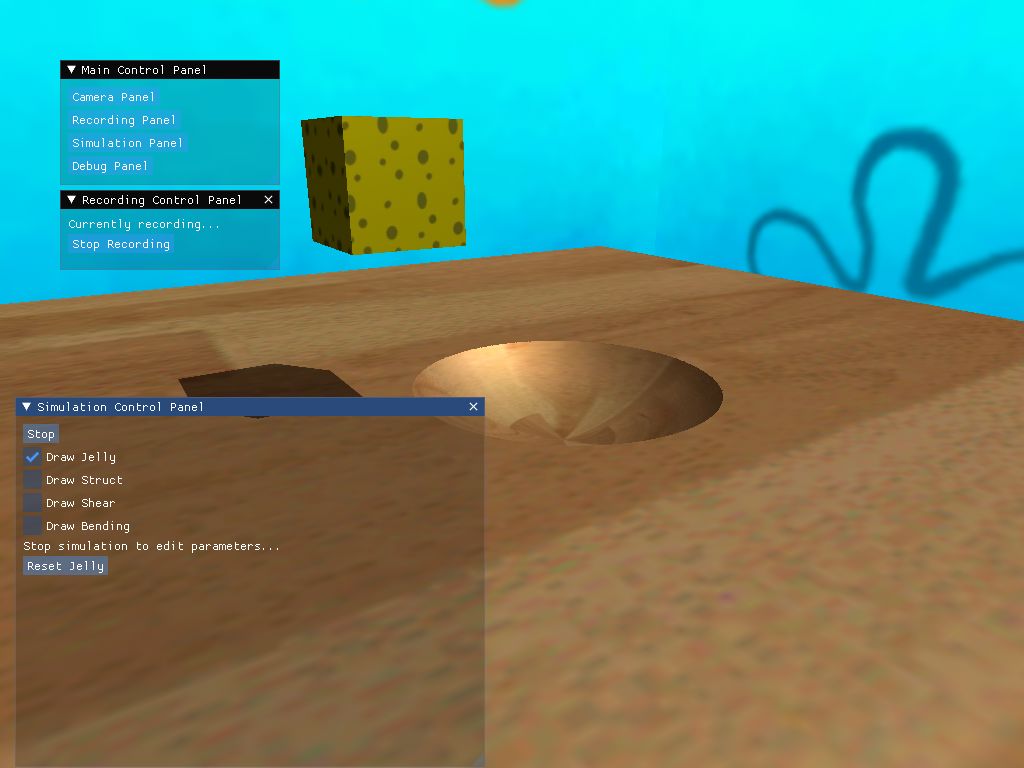 Main Control Panel
Camera Panel
Recording Panel
Simulation Panel
Debug Panel
Recording Control Panel
Currently recording...
Stop Recording
Simulation Control Panel
Stop
Draw Jelly
Draw Struct
Draw Shear
Draw Bending
Stop simulation to edit parameters...
Reset Jelly